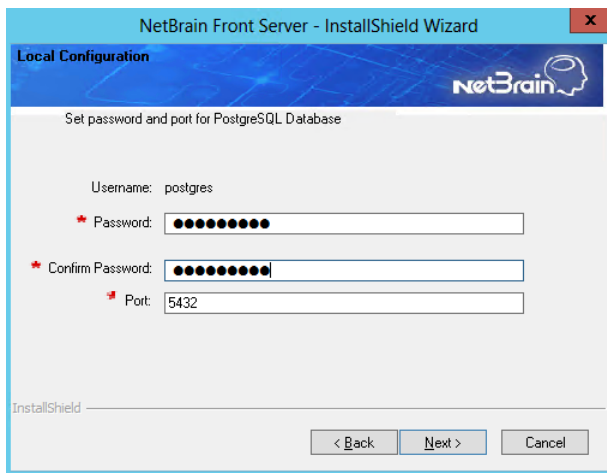 NetBrain Front Server - InstallShield Wizard
x
Local Configuration
NetBrain
Set password and port for PostgreSQL Database
Username: postgres
* Password: ●●●●●●●●●
* Confirm Password: ●●●●●●●●●
* Port: 5432
InstallShield
< Back Next > Cancel